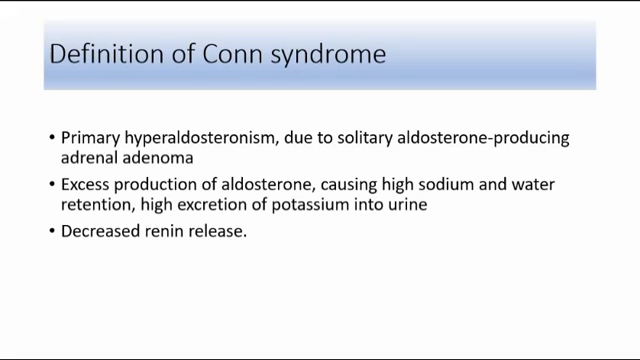 Definition of Conn syndrome
• Primary hyperaldosteronism, due to solitary aldosterone-producing
adrenal adenoma
• Excess production of aldosterone, causing high sodium and water
retention, high excretion of potassium into urine
• Decreased renin release.